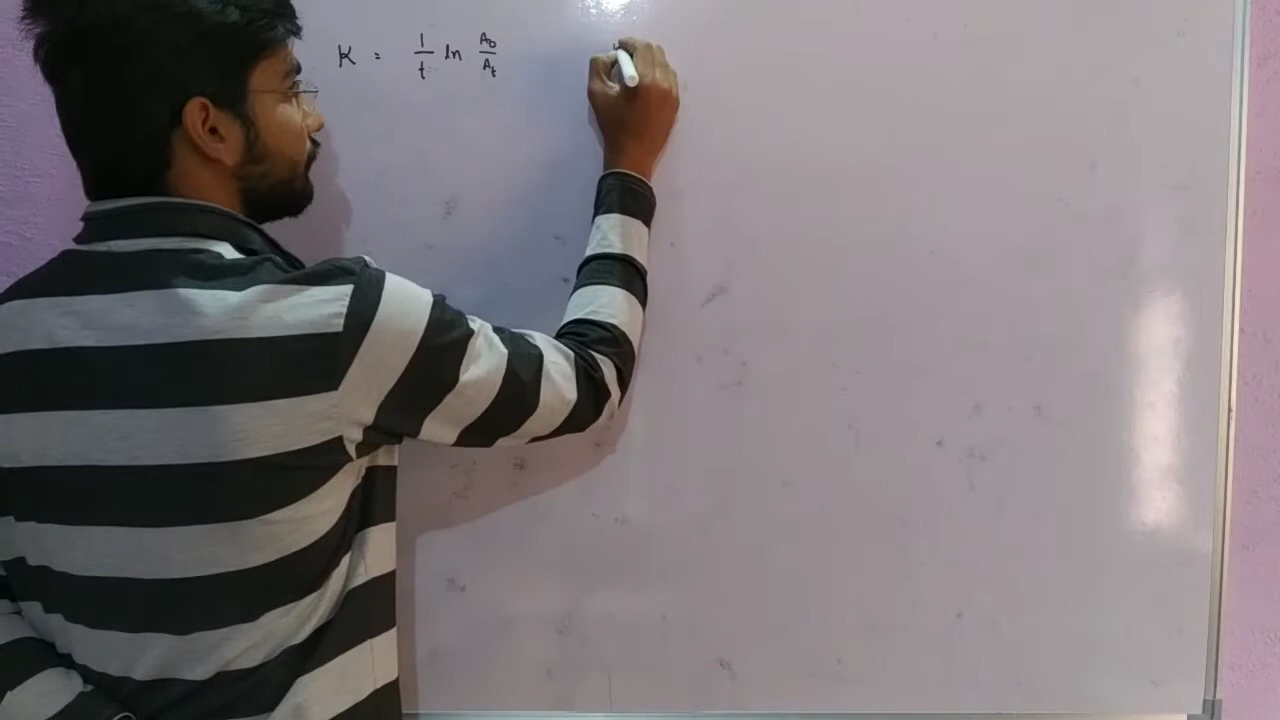 K = 1/t ln A₀/Aₜ